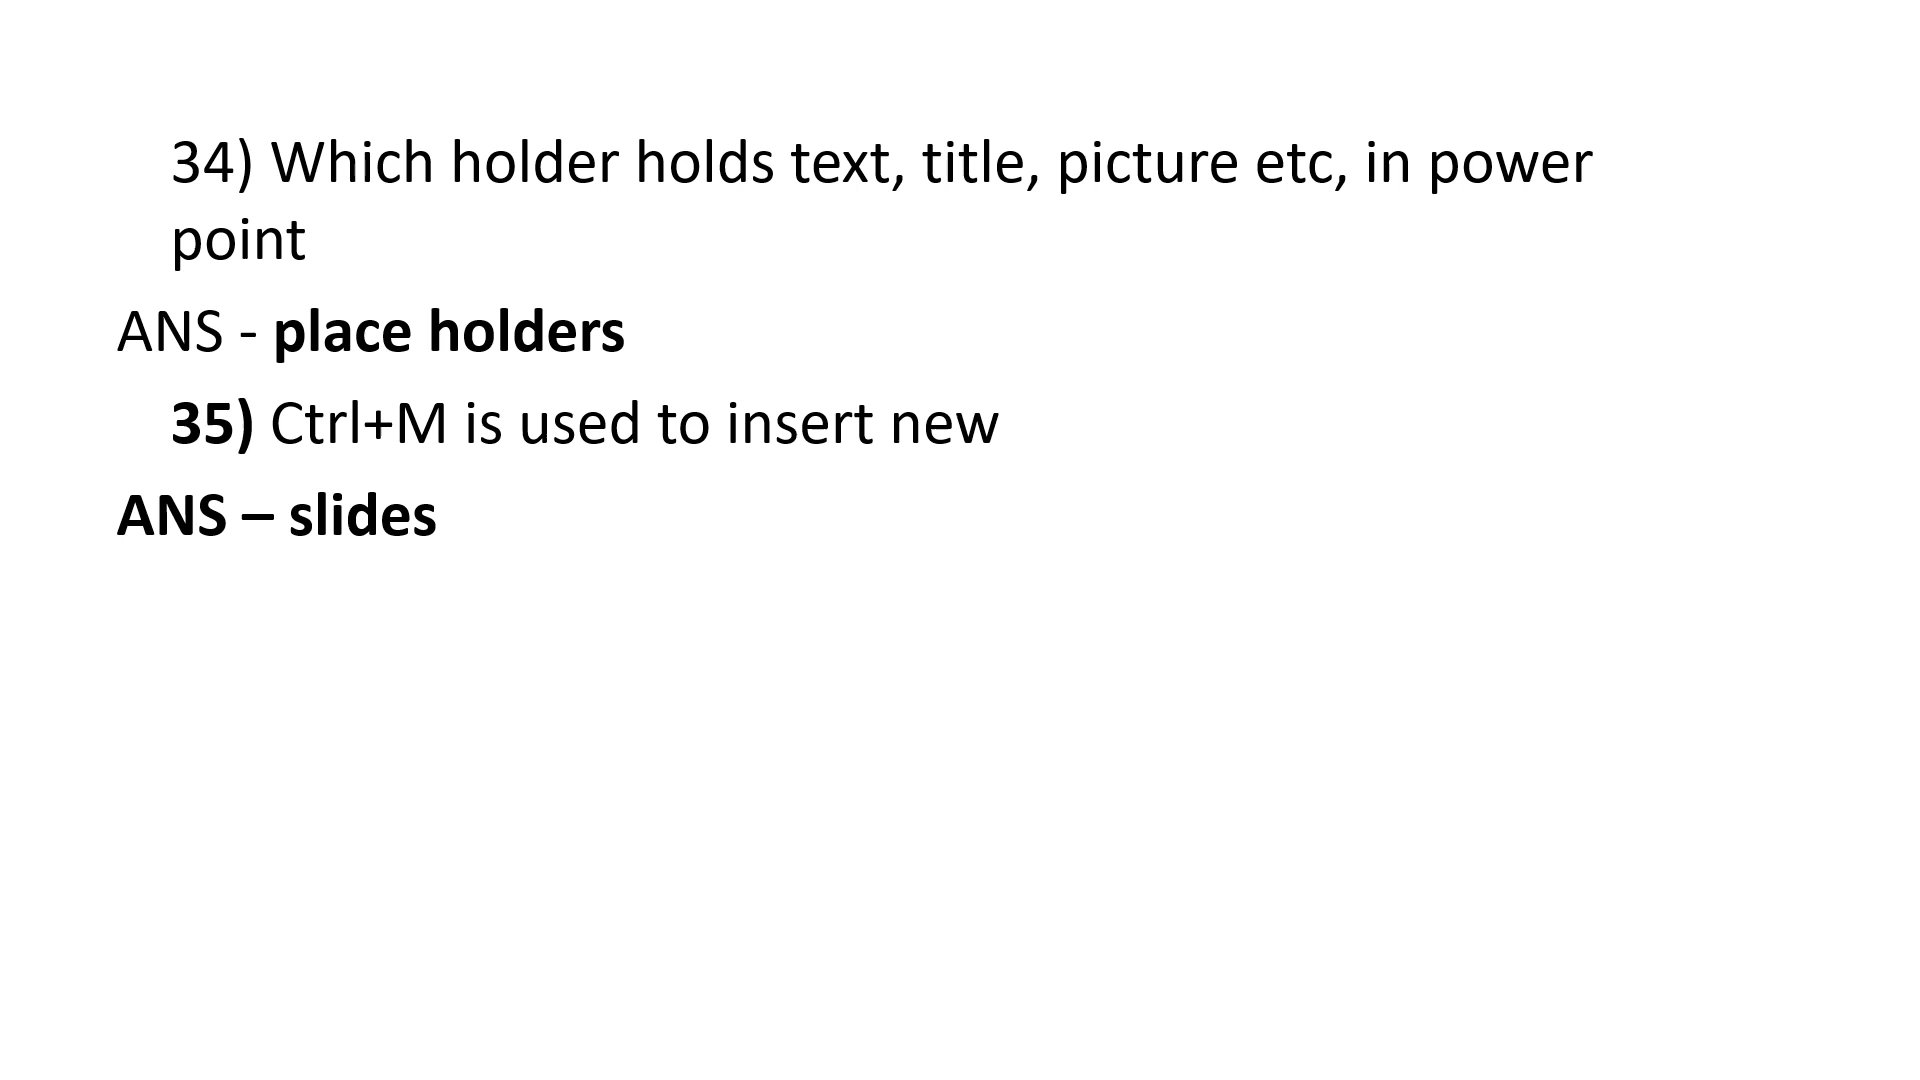 34) Which holder holds text, title, picture etc, in power
point
ANS - place holders
35) Ctrl+M is used to insert new
ANS – slides